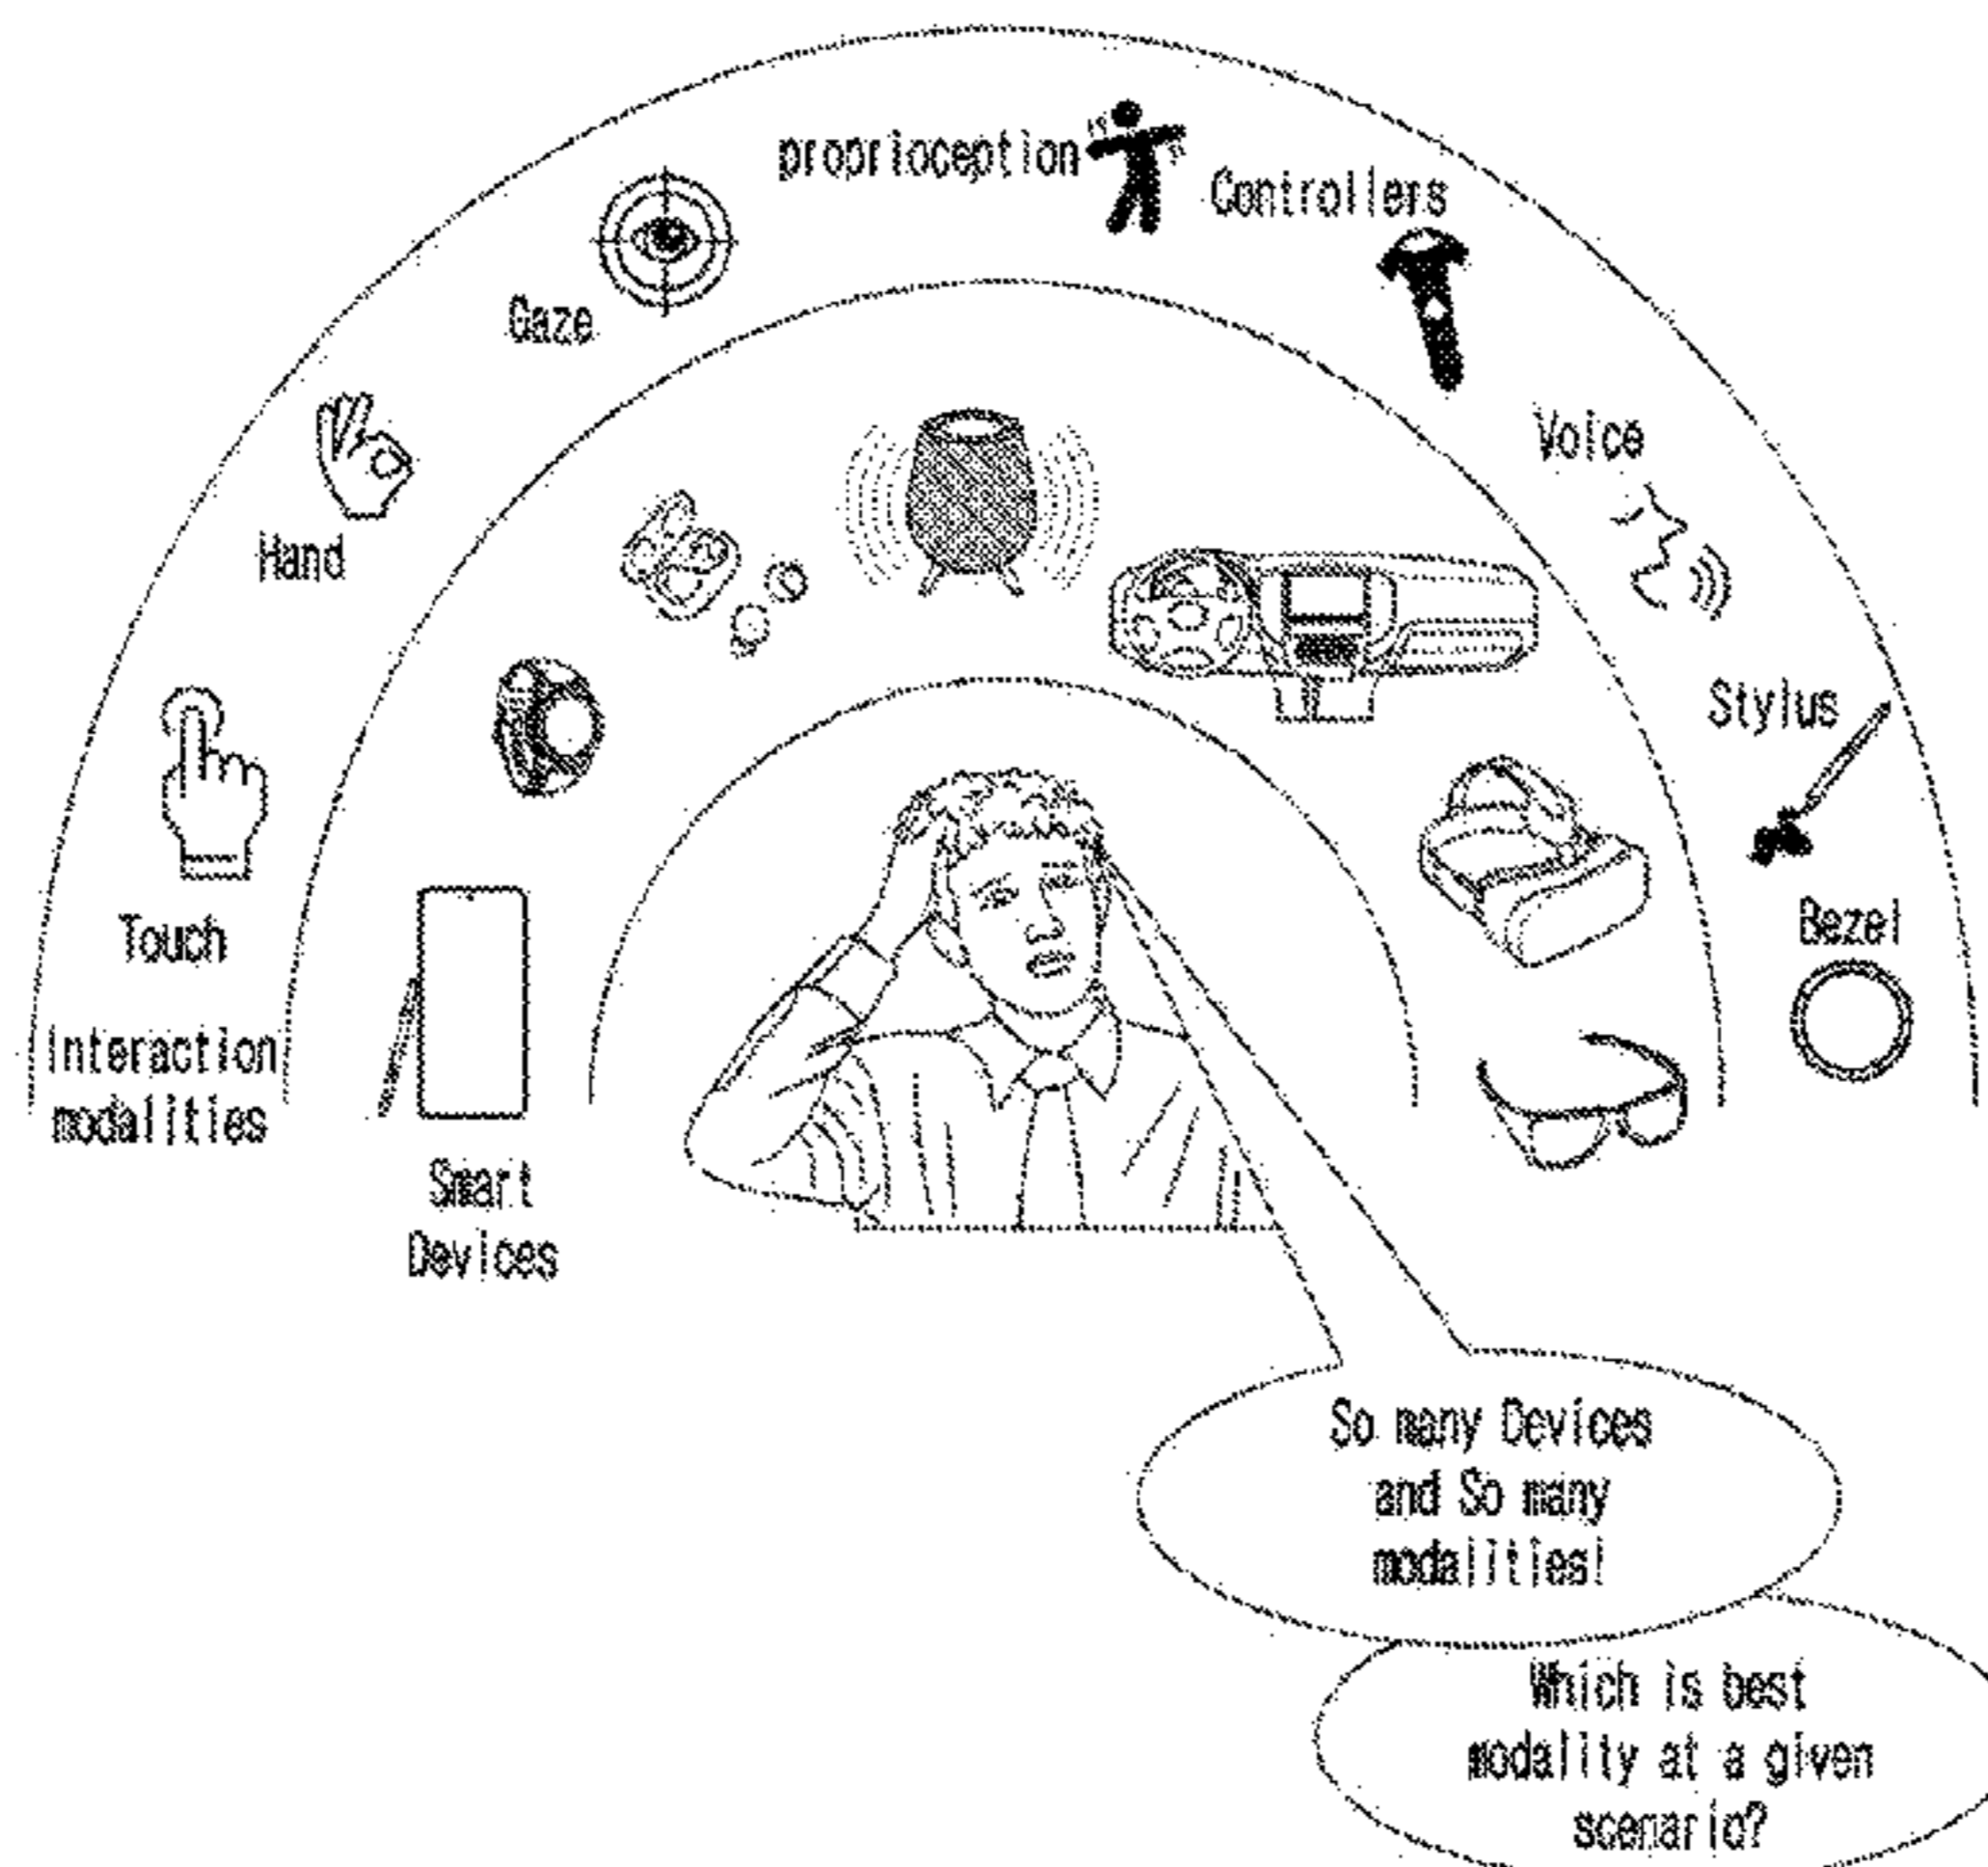 proprioception
Controllers
Gaze
Voice
Hand
Stylus
Touch
Bezel
Interaction
modalities
Smart
Devices
So many Devices
and So many
modalities!
Which is best
modality at a given
scenario?